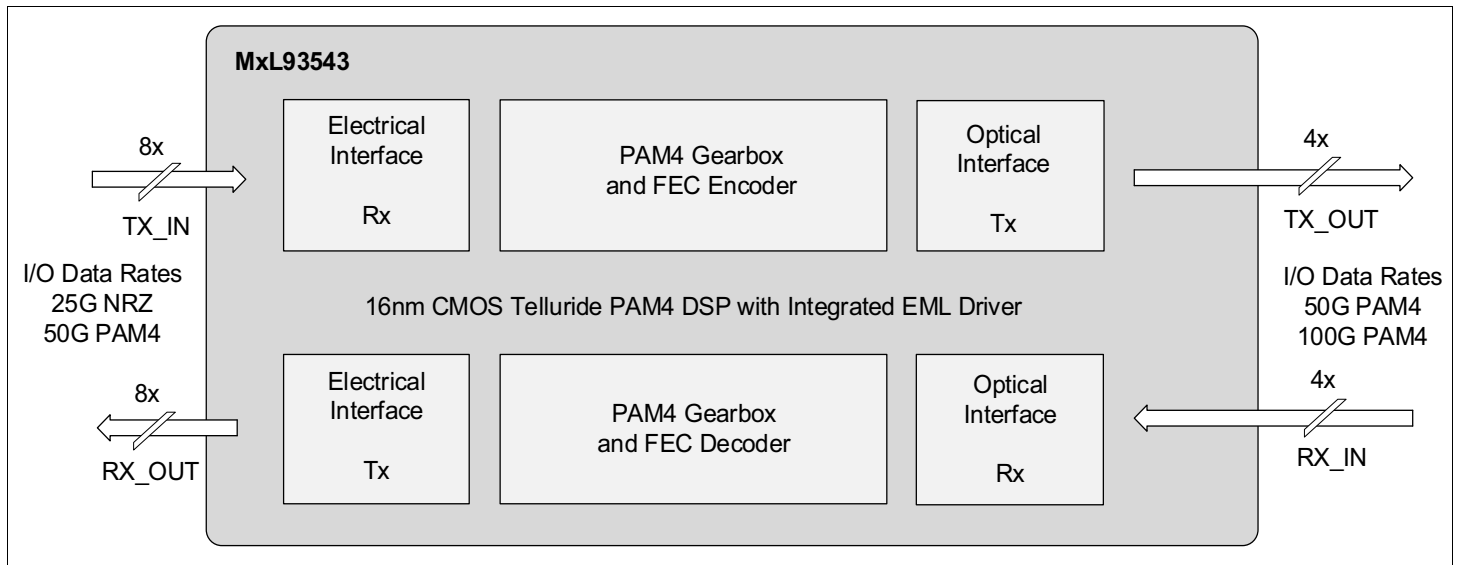 MxL93543
8x
TX_IN
I/O Data Rates
25G NRZ
50G PAM4
8x
RX_OUT
Electrical
Interface
Rx
PAM4 Gearbox
and FEC Encoder
Optical
Interface
Tx
16nm CMOS Telluride PAM4 DSP with Integrated EML Driver
Electrical
Interface
Tx
PAM4 Gearbox
and FEC Decoder
Optical
Interface
Rx
4x
TX_OUT
I/O Data Rates
50G PAM4
100G PAM4
4x
RX_IN